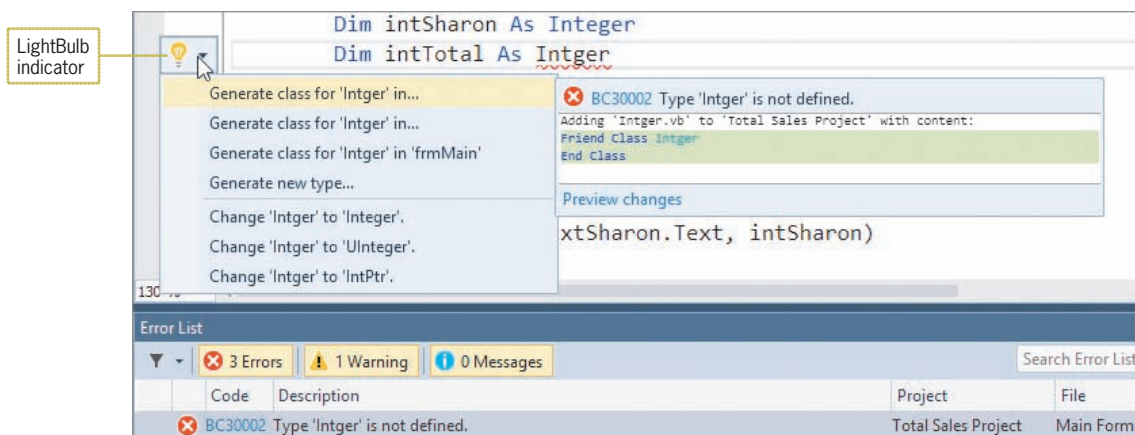 Dim intSharon As Integer
LightBulb
indicator
Dim intTotal As Intger
Generate class for 'Intger' in...
Generate class for 'Intger' in...
Generate class for 'Intger' in 'frmMain'
Generate new type...
Change 'Intger' to 'Integer'.
Change 'Intger' to 'UInteger'.
Change 'Intger' to 'IntPtr'.
BC30002 Type 'Intger' is not defined.
Adding 'Intger.vb' to 'Total Sales Project' with content:
Friend Class Intger
End Class
Preview changes
xtSharon.Text, intSharon)
130 %
Error List
3 Errors 1 Warning 0 Messages Search Error List
Code Description Project File
BC30002 Type 'Intger' is not defined. Total Sales Project Main Form